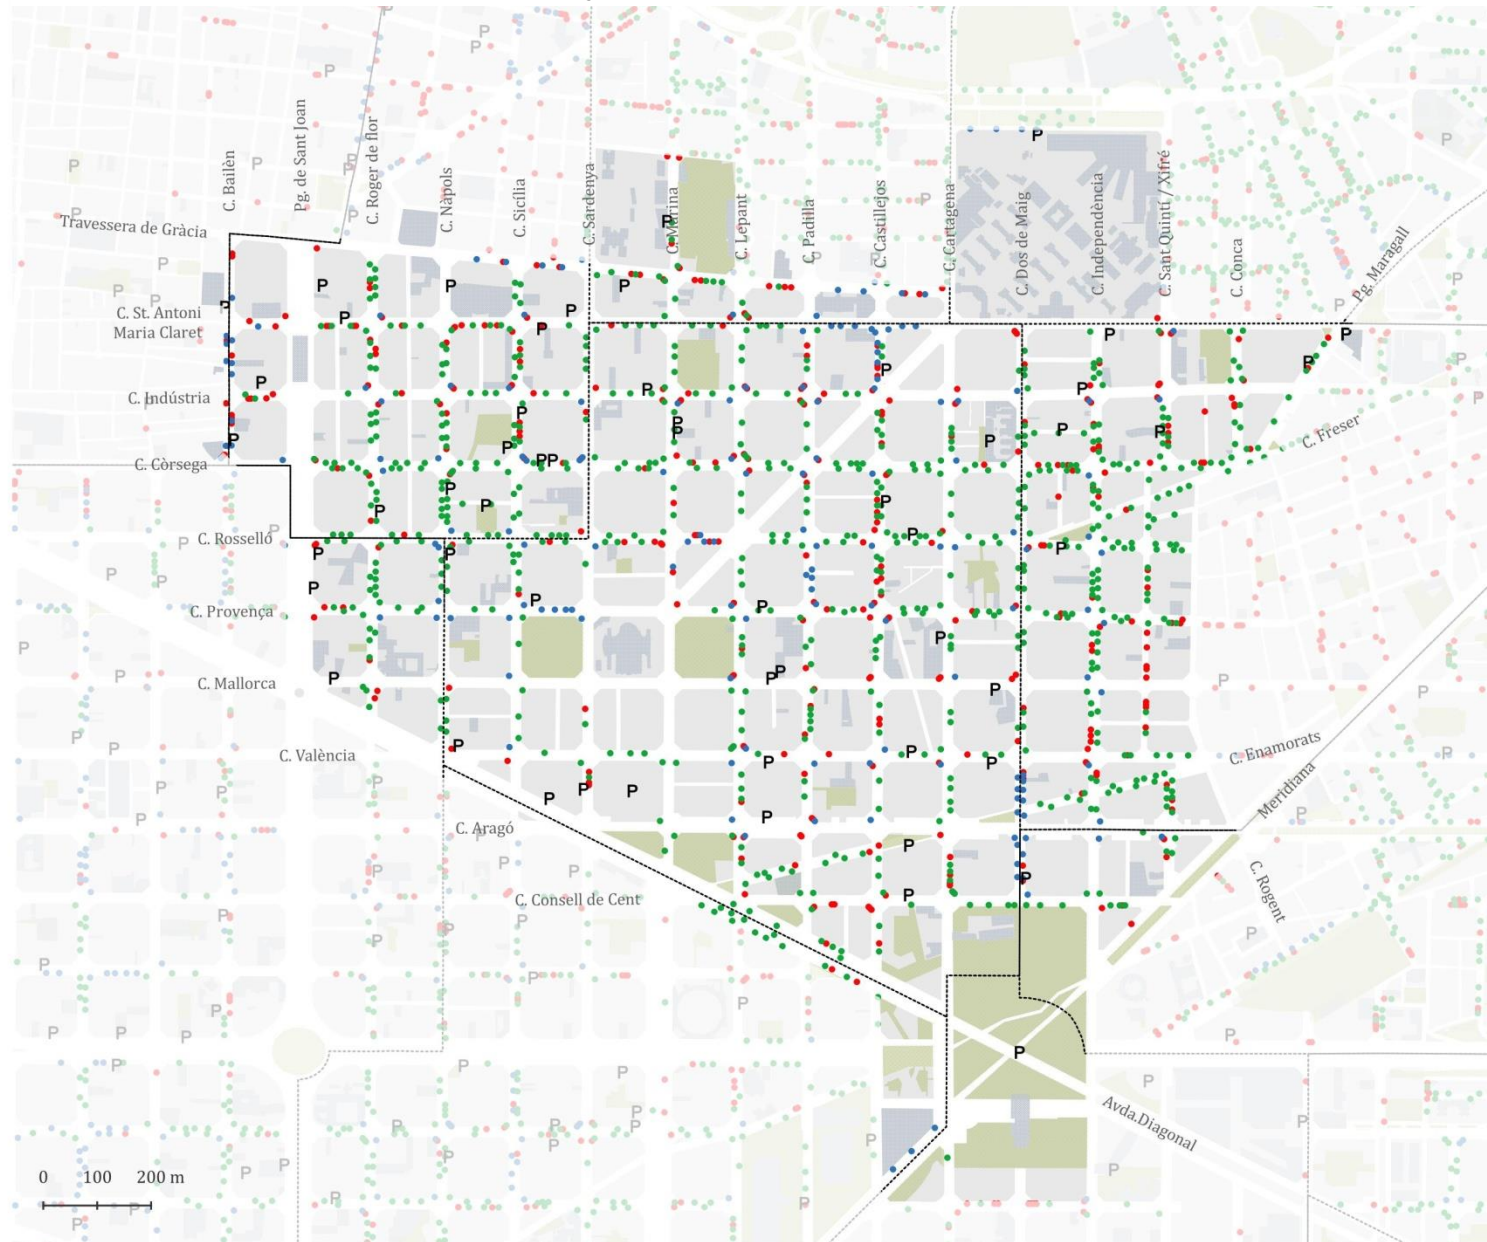 C. Bailèn
Pg. de Sant Joan
C. Roger de flor
C. Nàpols
C. Sicília
C. Sardenya
C. Marina
C. Lepant
C. Padilla
C. Castillejos
C. Cartagena
C. Dos de Maig
C. Independència
C. Sant Quintí / Xifré
C. Conca
Pg. Maragall
Travessera de Gràcia
C. St. Antoni
Maria Claret
C. Indústria
C. Freser
C. Còrsega
C. Rosselló
C. Provença
C. Mallorca
C. València
C. Enamorats
Meridiana
C. Aragó
C. Rogent
C. Consell de Cent
Avda.Diagonal
0 100 200 m
P